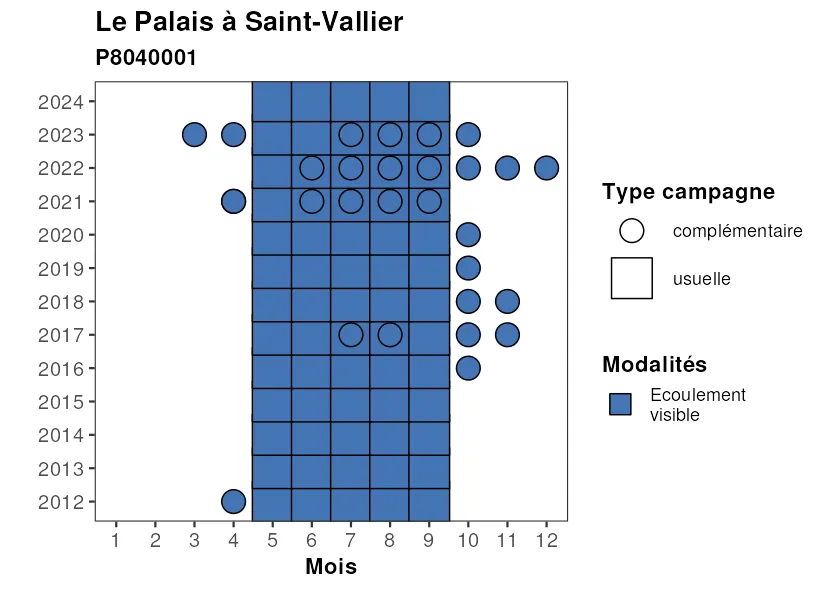 Le Palais à Saint-Vallier
P8040001
2024
2023
2022
2021
2020
2019
2018
2017
2016
2015
2014
2013
2012
1 2 3 4 5 6 7 8 9 10 11 12
Mois
Type campagne
complémentaire
usuelle
Modalités
Ecoulement
visible